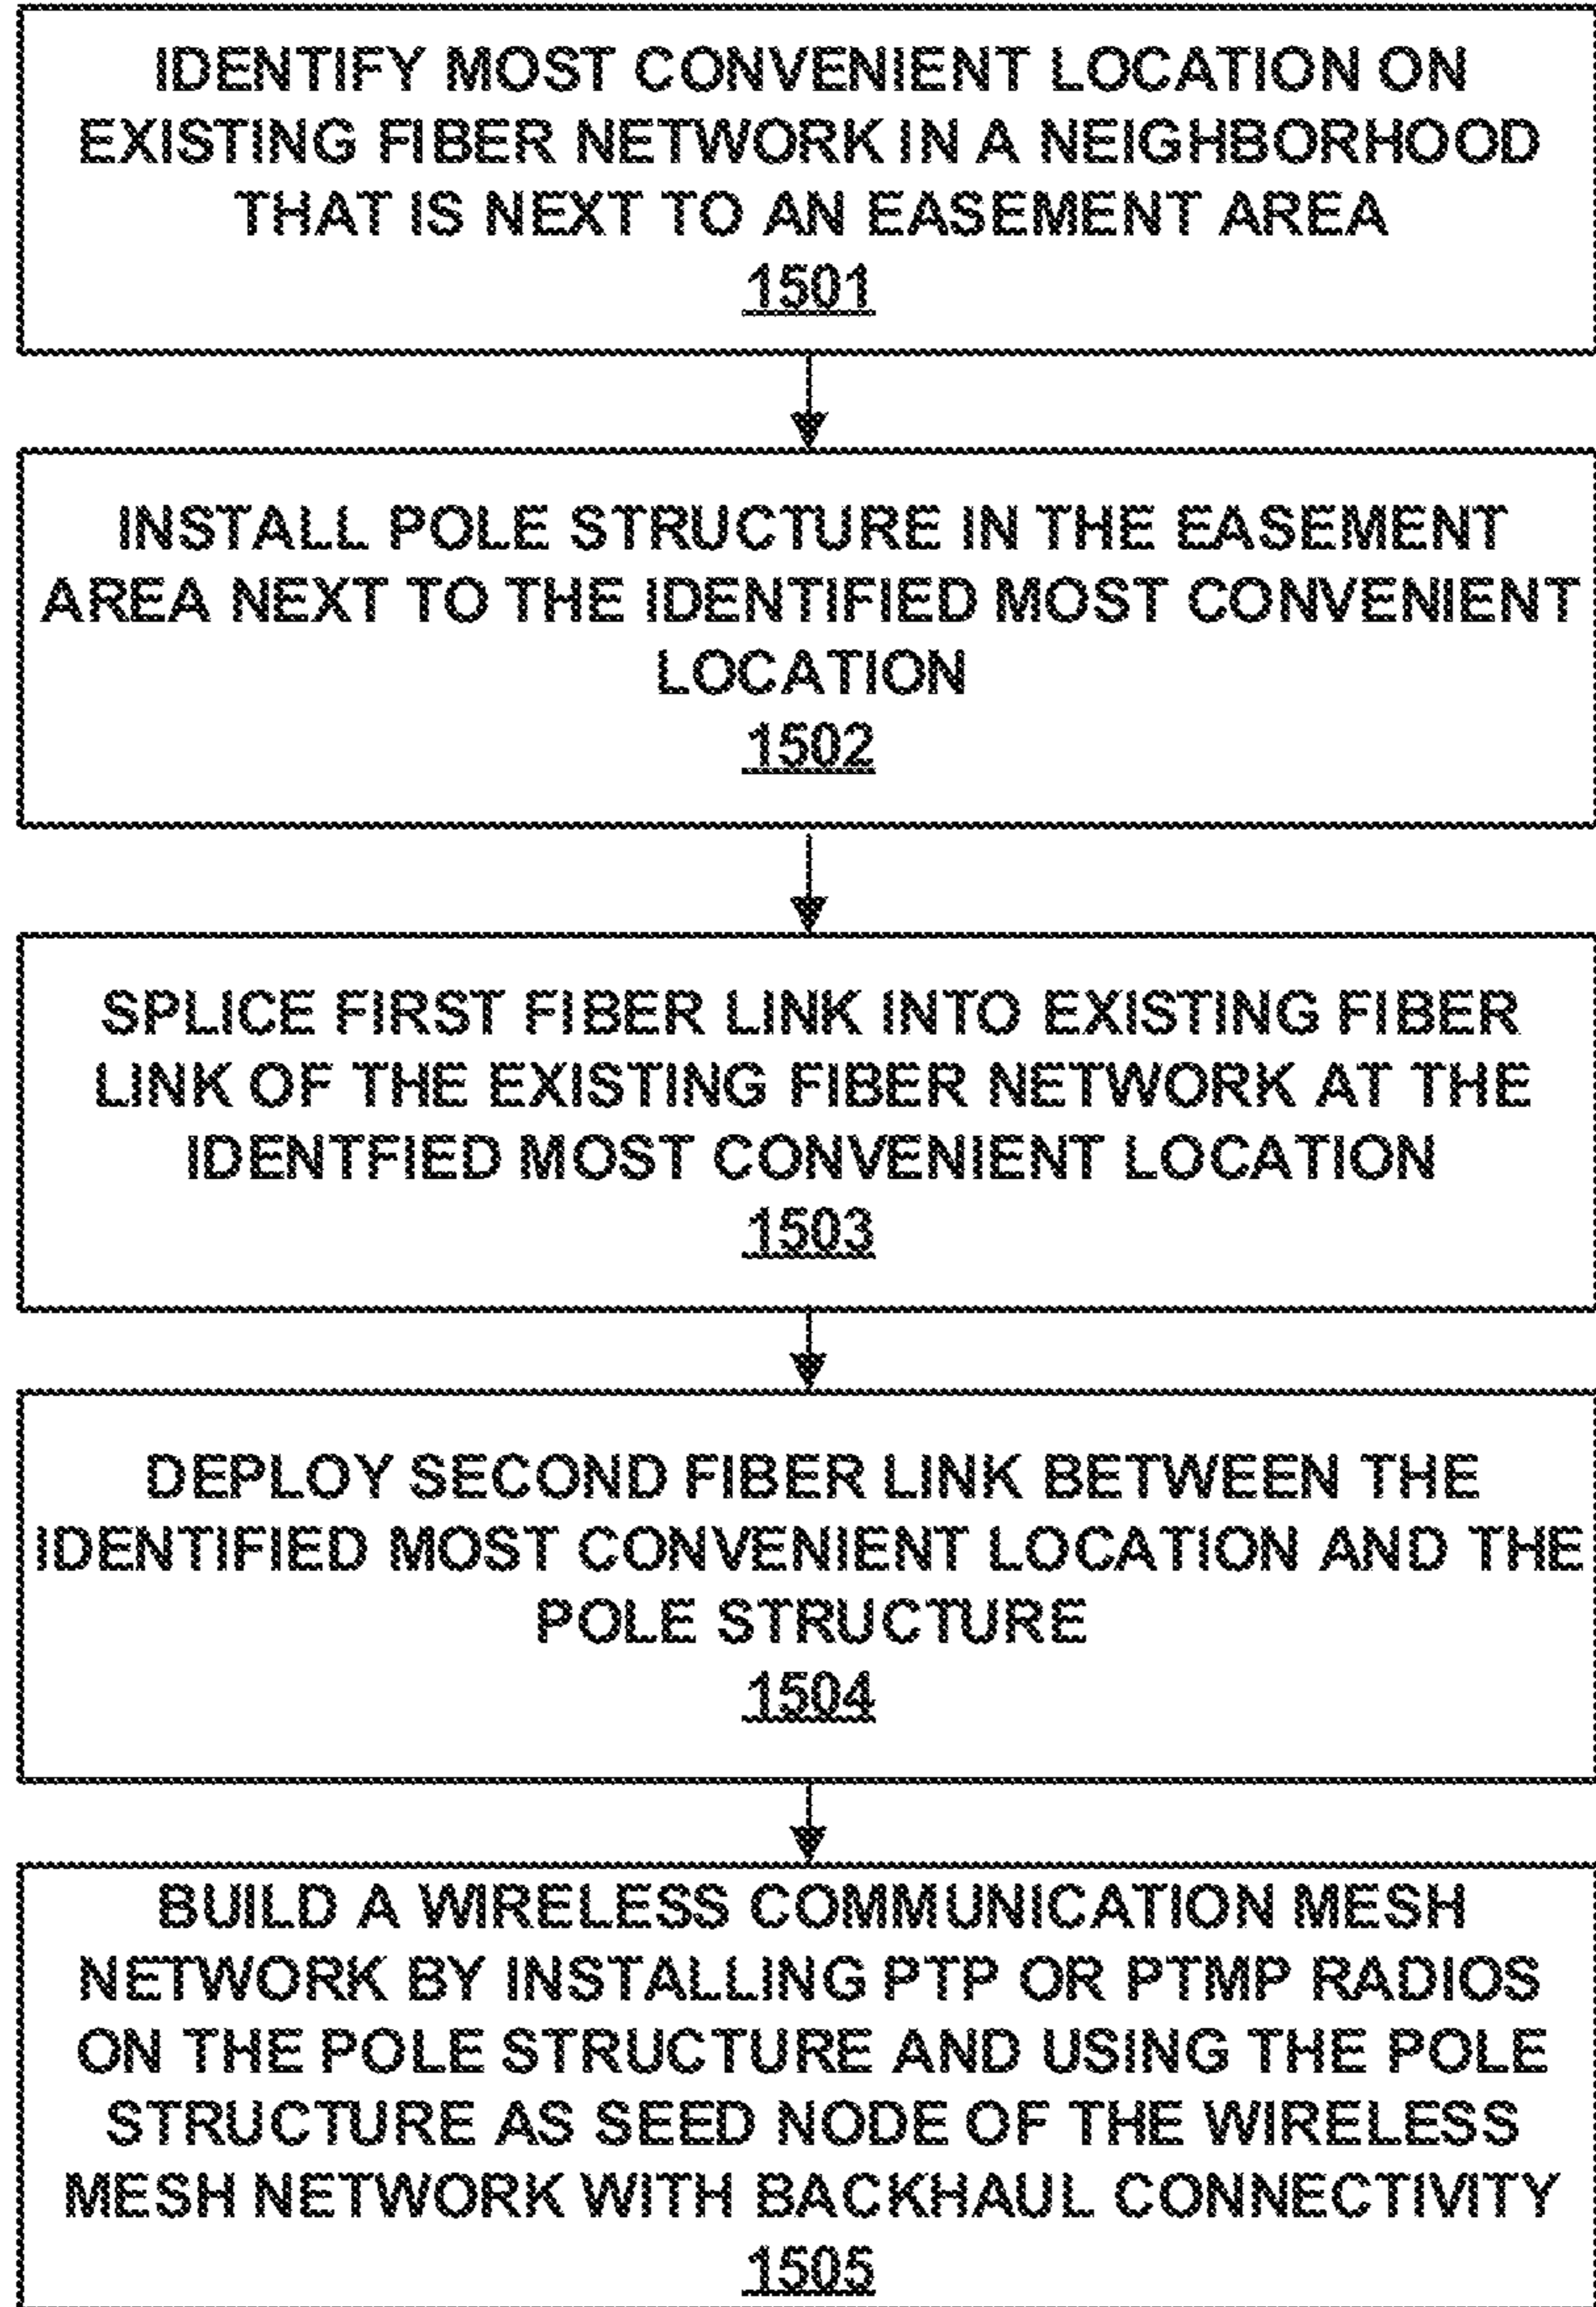 IDENTIFY MOST CONVENIENT LOCATION ON
EXISTING FIBER NETWORK IN A NEIGHBORHOOD
THAT IS NEXT TO AN EASEMENT AREA
1501
INSTALL POLE STRUCTURE IN THE EASEMENT
AREA NEXT TO THE IDENTIFIED MOST CONVENIENT
LOCATION
1502
SPLICE FIRST FIBER LINK INTO EXISTING FIBER
LINK OF THE EXISTING FIBER NETWORK AT THE
IDENTFIED MOST CONVENIENT LOCATION
1503
DEPLOY SECOND FIBER LINK BETWEEN THE
IDENTIFIED MOST CONVENIENT LOCATION AND THE
POLE STRUCTURE
1504
BUILD A WIRELESS COMMUNICATION MESH
NETWORK BY INSTALLING PTP OR PTMP RADIOS
ON THE POLE STRUCTURE AND USING THE POLE
STRUCTURE AS SEED NODE OF THE WIRELESS
MESH NETWORK WITH BACKHAUL CONNECTIVITY
1505